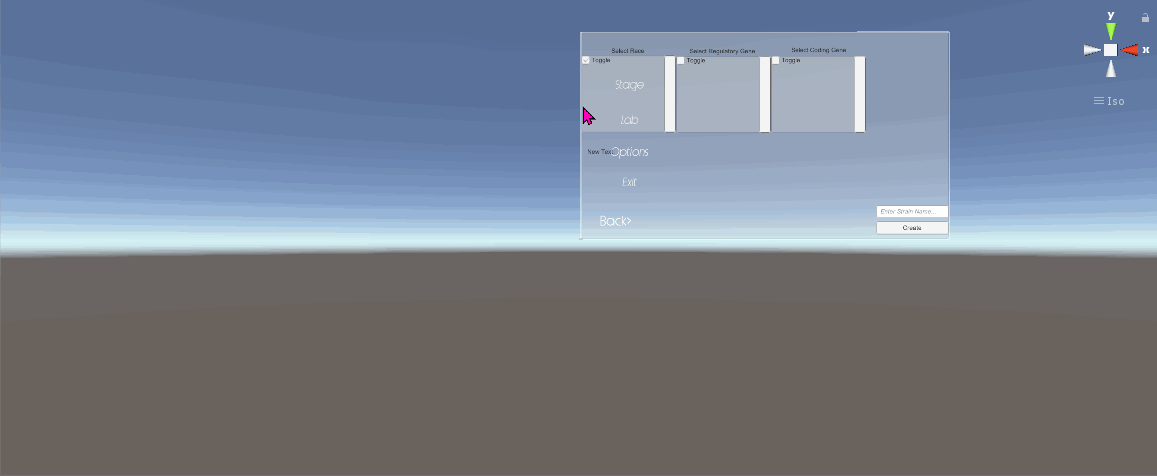 y
x
Iso
Select Race
Select Regulatory Gene
Select Coding Gene
Toggle
Toggle
Toggle
Stage
Lab
New Tex
Options
Exit
Back>
Enter Strain Name...
Create